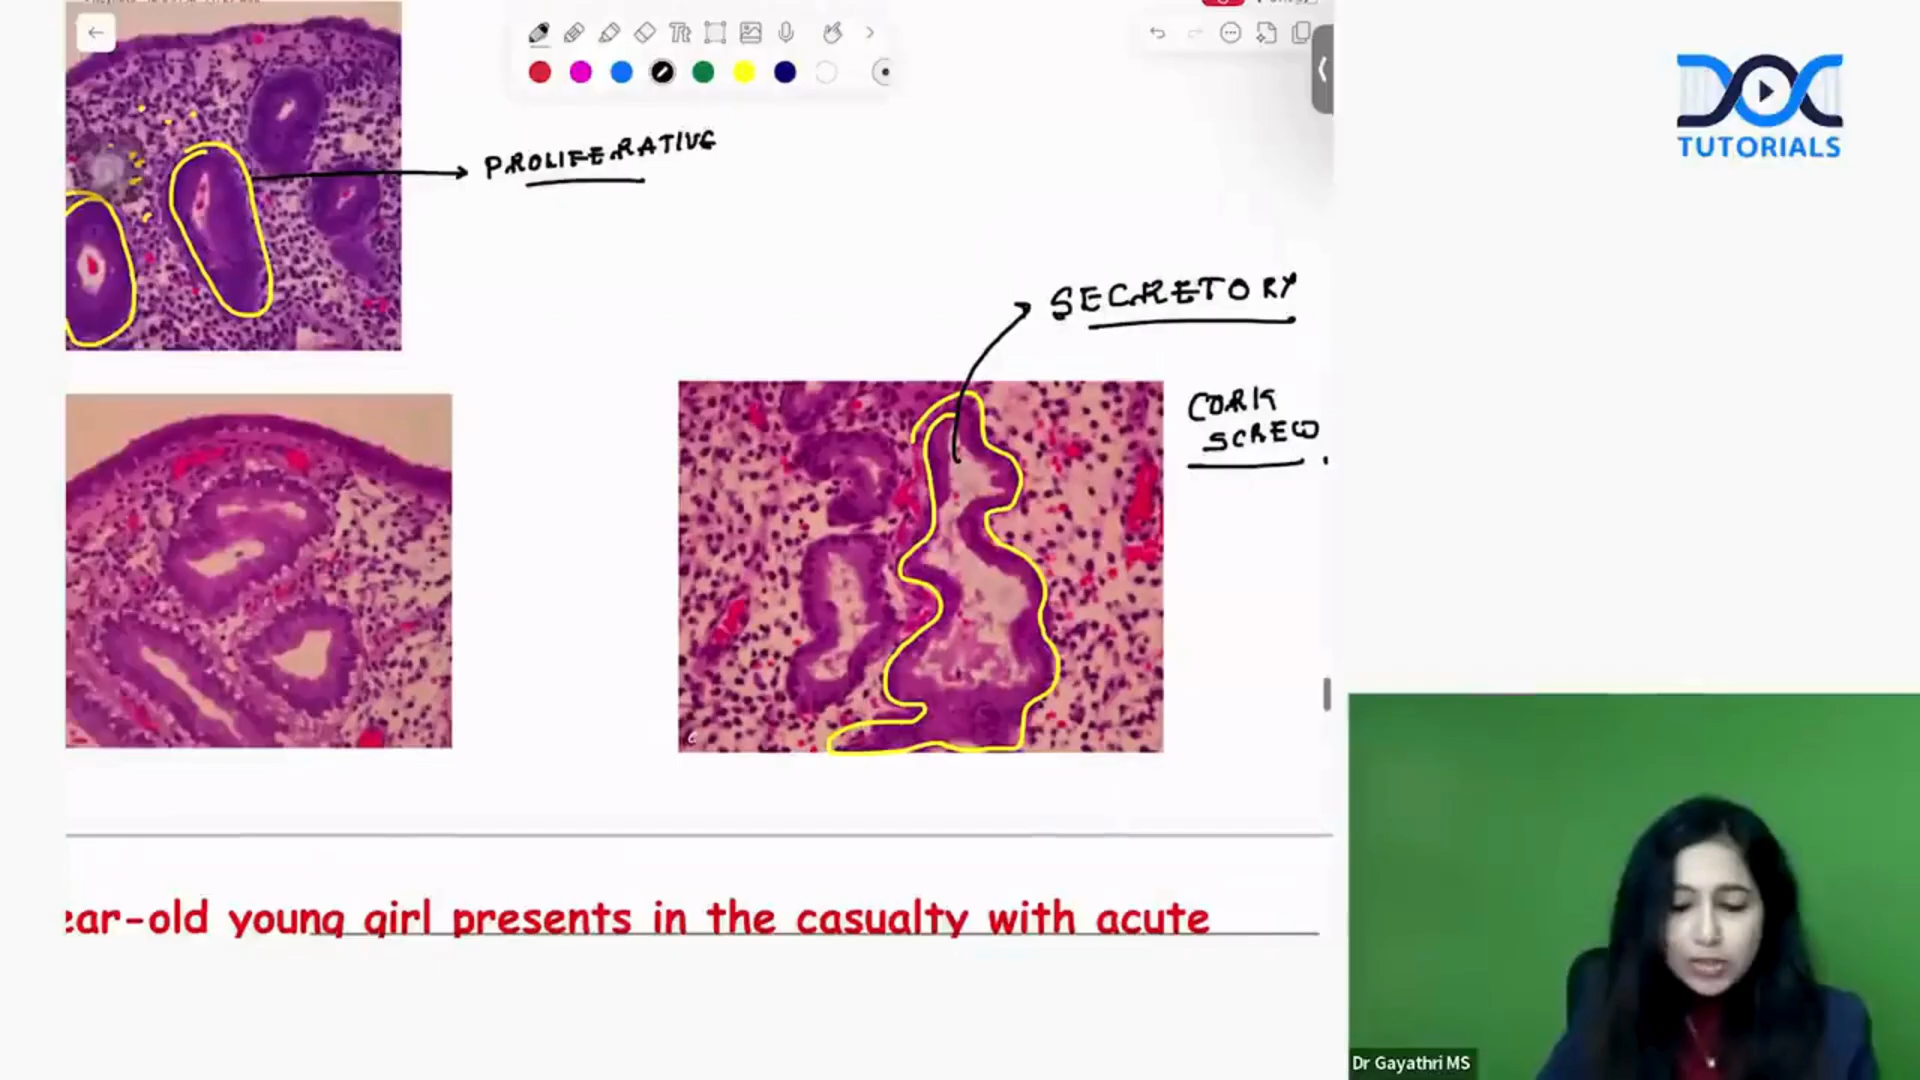 PROLIFERATIVE
SECRETORY
CORK
SCREW
ear-old young girl presents in the casualty with acute
TUTORIALS
Dr Gayathri MS